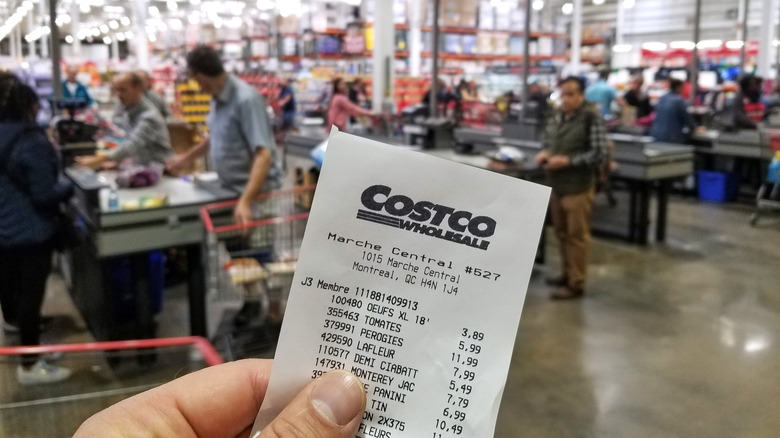 COSTCO
WHOLESALE
Marche Central #527
1015 Marche Central
Montreal, QC H4N 1J4
J3 Membre 111881409913
100480 OEUFS XL 18' 3,89
355463 TOMATES 5,99
379991 PEROGIES 11,99
429590 LAFLEUR 7,99
110577 DEMI CIABATT 5,49
147931 MONTEREY JAC 7,79
PANINI 6,99
TIN 10,49
ON 2X375
FLEURS